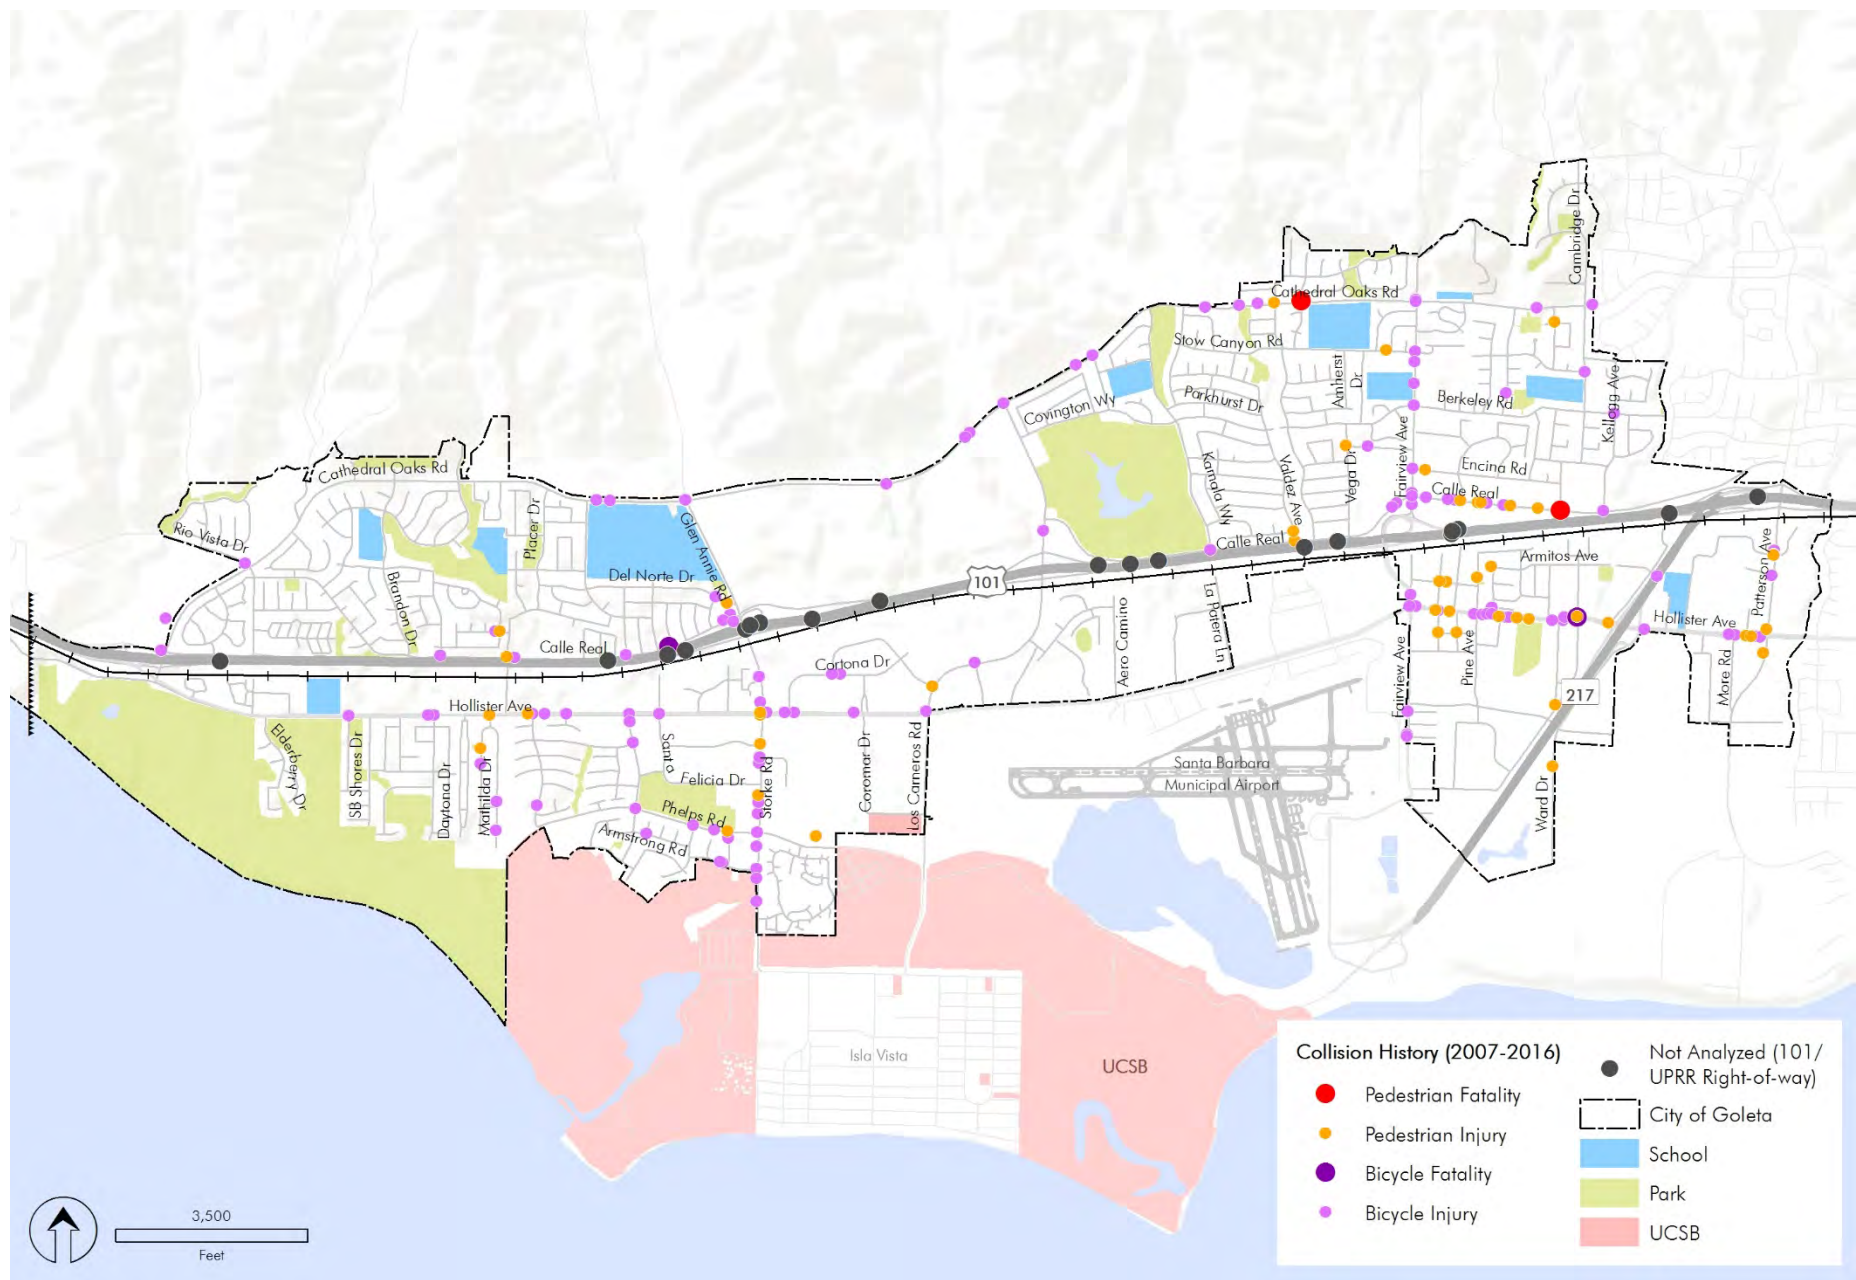 Cambridge Dr
Cathedral Oaks Rd
Stow Canyon Rd
Amherst
Dr
Parkhurst Dr
Covington Wy
Berkeley Rd
Kellogg Ave
Fairview Ave
Cathedral Oaks Rd
Encina Rd
Kamala Wy
Valdez Ave
Vega Dr
Calle Real
Rio Vista Dr
Placer Dr
Glen Annie Rd
Calle Real
Armitos Ave
Patterson Ave
Del Norte Dr
101
Brandon Dr
Aero Camino
La Patera Ln
Hollister Ave
Calle Real
Cortona Dr
Pine Ave
Fairview Ave
More Rd
217
Hollister Ave
Elderberry Dr
SB Shores Dr
Daytona Dr
Mathilda Dr
Santa
Felicia Dr
Storke Rd
Coromar Dr
Los Carneros Rd
Santa Barbara
Municipal Airport
Phelps Rd
Armstrong Rd
Ward Dr
Isla Vista
UCSB
Collision History (2007-2016)
Pedestrian Fatality
Pedestrian Injury
Bicycle Fatality
Bicycle Injury
Not Analyzed (101/
UPRR Right-of-way)
City of Goleta
School
Park
UCSB
3,500
Feet